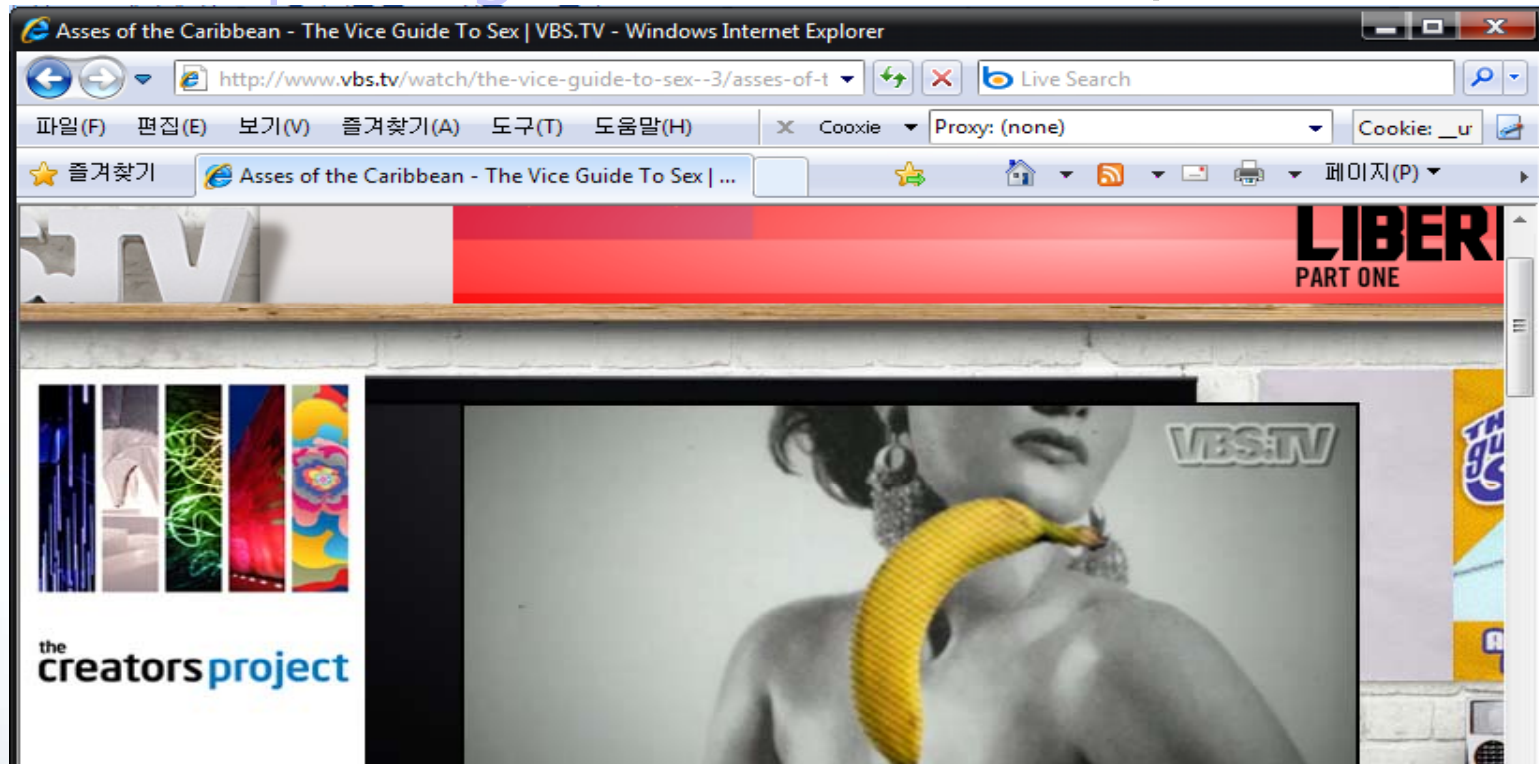 Asses of the Caribbean - The Vice Guide To Sex | VBS.TV - Windows Internet Explorer
http://www.vbs.tv/watch/the-vice-guide-to-sex--3/asses-of-t
Live Search
파일(F) 편집(E) 보기(V) 즐겨찾기(A) 도구(T) 도움말(H) x Cooxie Proxy: (none) Cookie: __ur
즐겨찾기 Asses of the Caribbean - The Vice Guide To Sex | ... 페이지(P)
TV
LIBER
PART ONE
VBS:TV
the
creators project